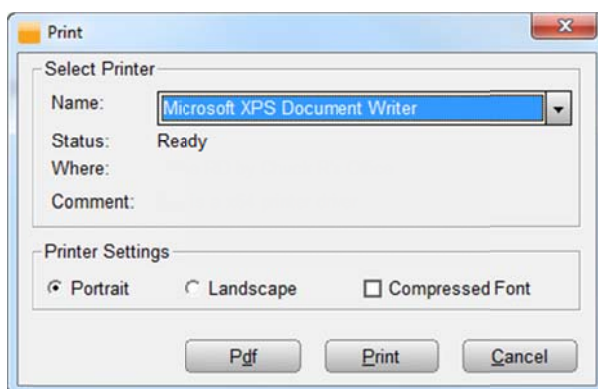 Print
Select Printer
Name: Microsoft XPS Document Writer
Status: Ready
Where:
Comment:
Printer Settings
Portrait Landscape Compressed Font
Pdf Print Cancel